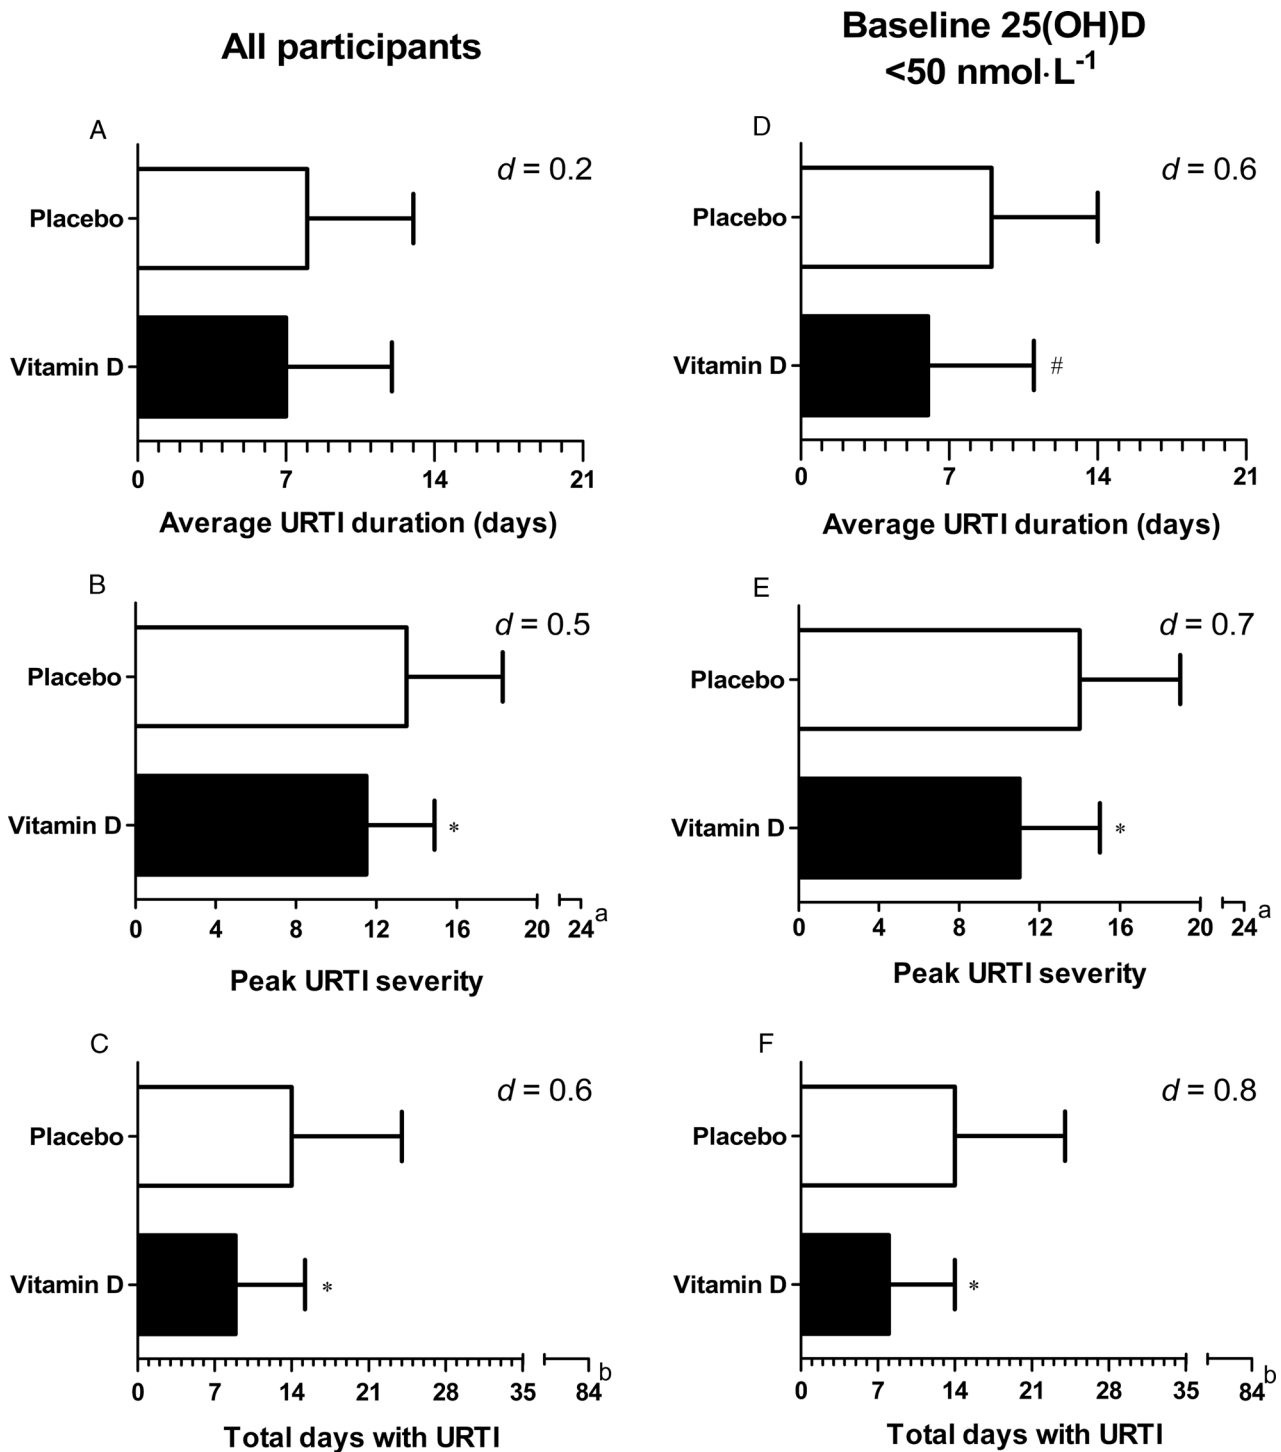 All participants
Baseline 25(OH)D
<50 nmol·L-1
A
d = 0.2
Placebo
Vitamin D
0 7 14 21
Average URTI duration (days)
D
d = 0.6
Placebo
Vitamin D
#
0 7 14 21
Average URTI duration (days)
B
d = 0.5
Placebo
Vitamin D
*
0 4 8 12 16 20 24 a
Peak URTI severity
E
d = 0.7
Placebo
Vitamin D
*
0 4 8 12 16 20 24 a
Peak URTI severity
C
d = 0.6
Placebo
Vitamin D
*
0 7 14 21 28 35 84 b
Total days with URTI
F
d = 0.8
Placebo
Vitamin D
*
0 7 14 21 28 35 84 b
Total days with URTI